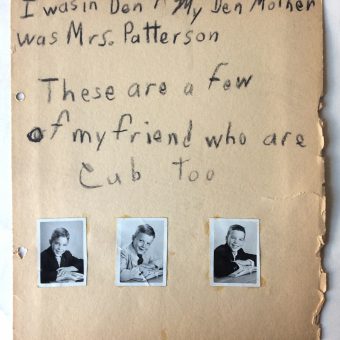 I was in Den 1 My Den Mother
was Mrs. Patterson
These are a few
of my friend who are
Cub too